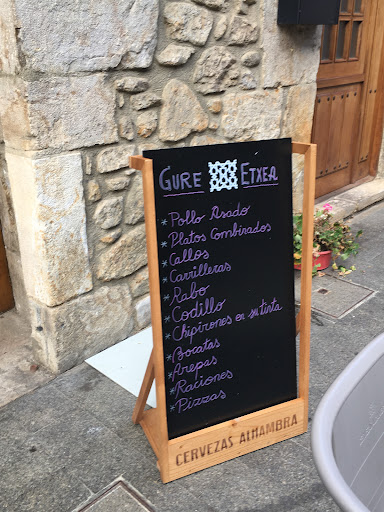 GURE ETXEA
*Pollo Asado
*Platos Combinados
*Callos
*Carrilleras
*Rabo
*Codillo
*Chipirones en su tinta
*Bocatas
*Arepas
*Raciones
*Pizzas
CERVEZAS ALHAMBRA